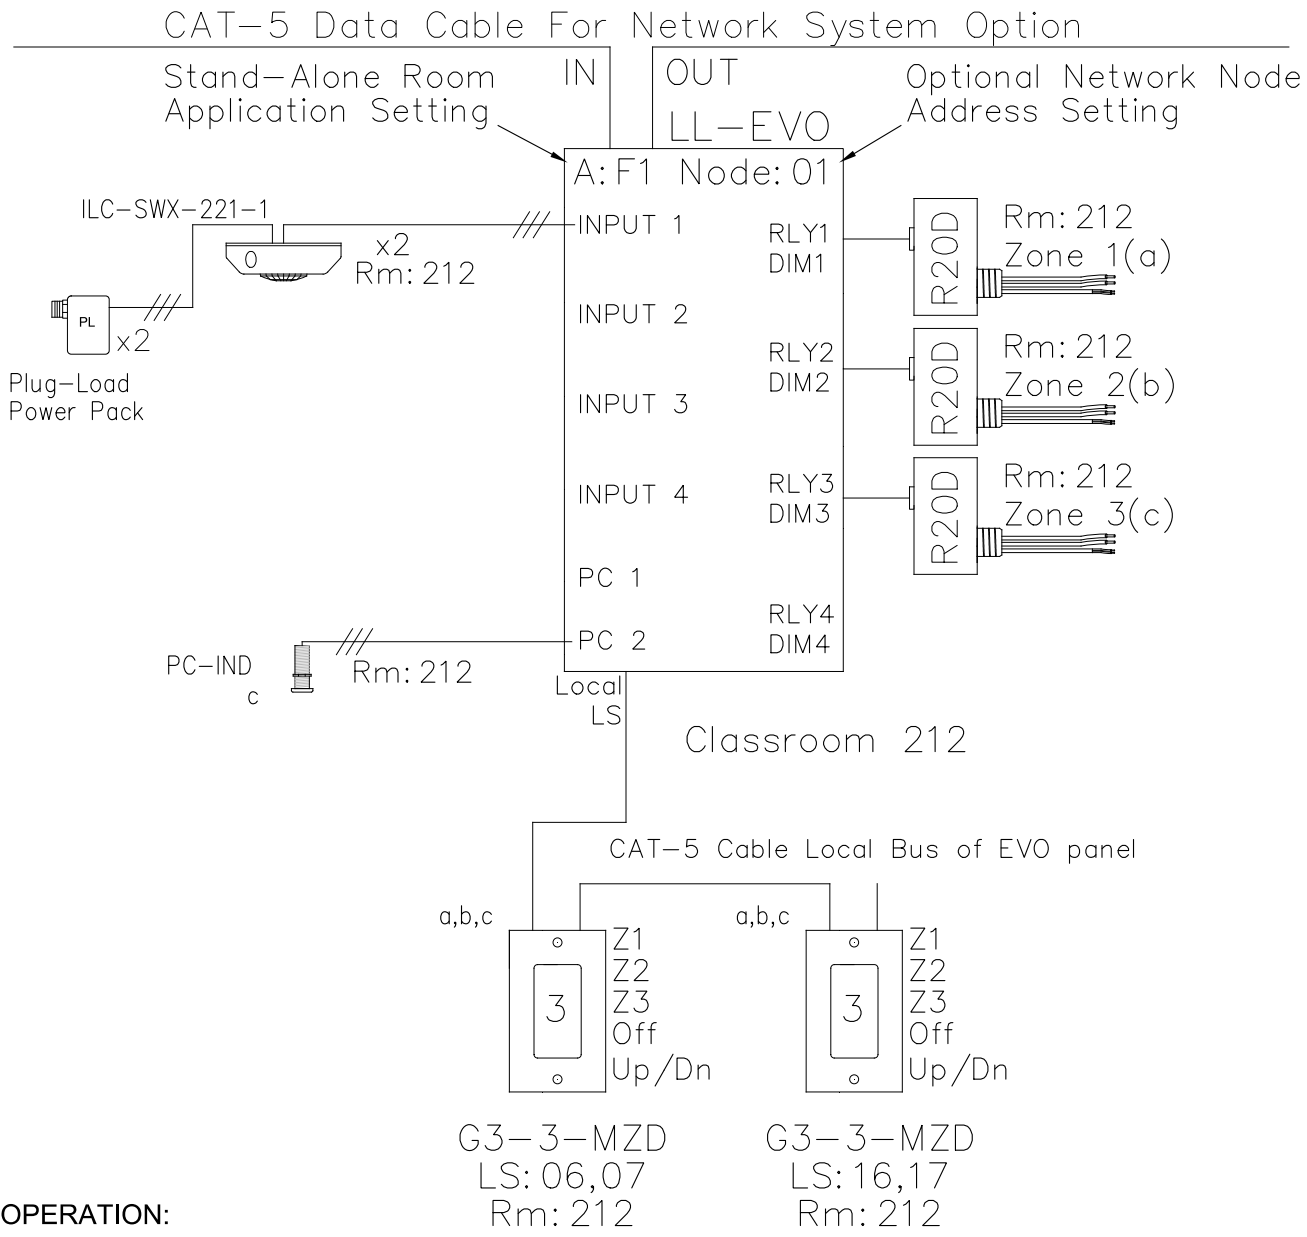 CAT-5 Data Cable For Network System Option
Stand-Alone Room
Application Setting
IN
OUT
Optional Network Node
Address Setting
LL-EVO
A: F1 Node: 01
ILC-SWX-221-1
0
x2
Rm: 212
PL
x2
Plug-Load
Power Pack
INPUT 1
INPUT 2
INPUT 3
INPUT 4
PC 1
PC 2
RLY1
DIM1
RLY2
DIM2
RLY3
DIM3
RLY4
DIM4
R20D
Rm: 212
Zone 1(a)
R20D
Rm: 212
Zone 2(b)
R20D
Rm: 212
Zone 3(c)
PC-IND
c
Rm: 212
Local
LS
Classroom 212
CAT-5 Cable Local Bus of EVO panel
a,b,c
3
Z1
Z2
Z3
Off
Up/Dn
G3-3-MZD
LS: 06,07
Rm: 212
a,b,c
3
Z1
Z2
Z3
Off
Up/Dn
G3-3-MZD
LS: 16,17
Rm: 212
OPERATION: